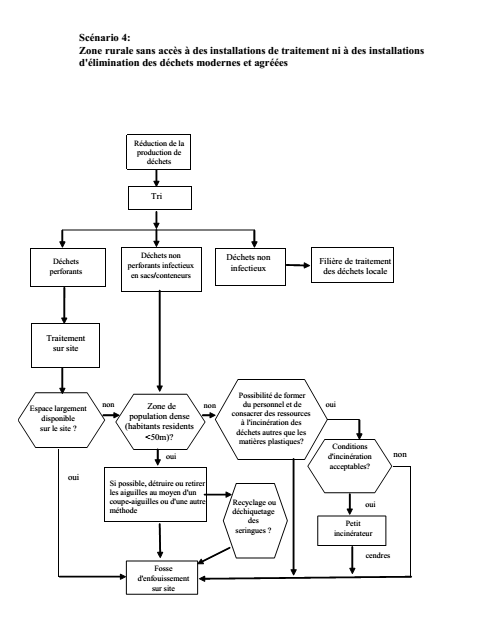 Scénario 4:
Zone rurale sans accès à des installations de traitement ni à des installations
d'élimination des déchets modernes et agréées
Réduction de la
production de
déchets
Tri
Déchets
perforants
Déchets non
perforants infectieux
en sacs/conteneurs
Déchets non
infectieux
Filière de traitement
des déchets locale
Traitement
sur site
Espace largement
disponible
sur le site ?
non
Zone de
population dense
(habitants residents
<50m)?
non
Possibilité de former
du personnel et de
consacrer des ressources
à l'incinération des
déchets autres que les
matières plastiques?
oui
Conditions
d'incinération
acceptables?
non
oui
oui
Si possible, détruire ou retirer
les aiguilles au moyen d'un
coupe-aiguilles ou d'une autre
méthode
Recyclage ou
déchiquetage
des
seringues ?
oui
Petit
incinérateur
cendres
Fosse
d'enfouissement
sur site